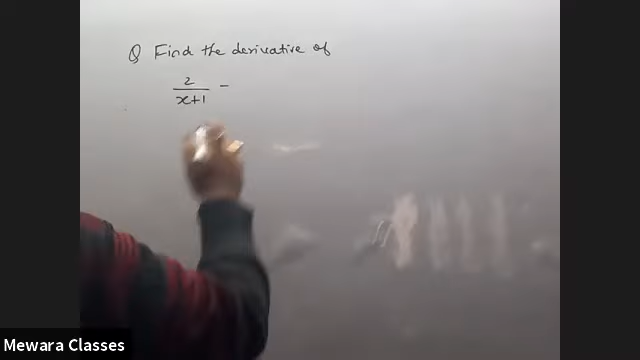 Q Find the derivative of
2/(x+1) -
Mewara Classes